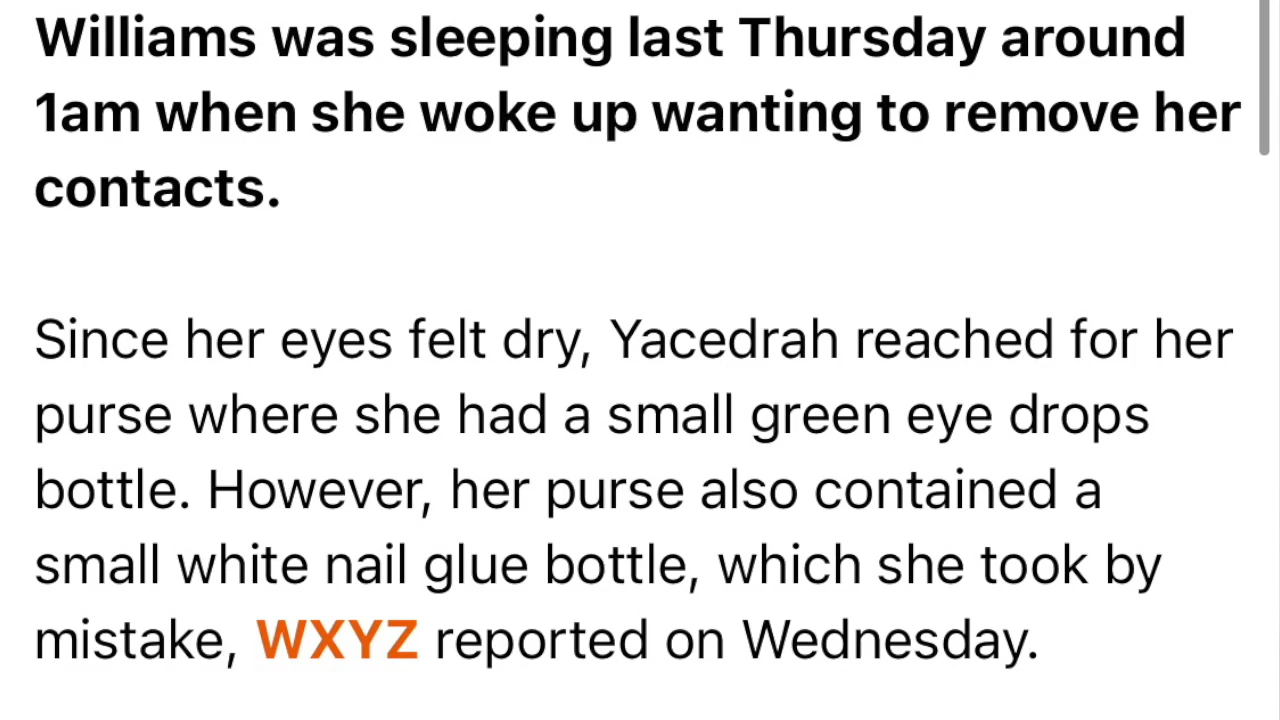 Williams was sleeping last Thursday around
1am when she woke up wanting to remove her
contacts.
Since her eyes felt dry, Yacedrah reached for her
purse where she had a small green eye drops
bottle. However, her purse also contained a
small white nail glue bottle, which she took by
mistake, WXYZ reported on Wednesday.